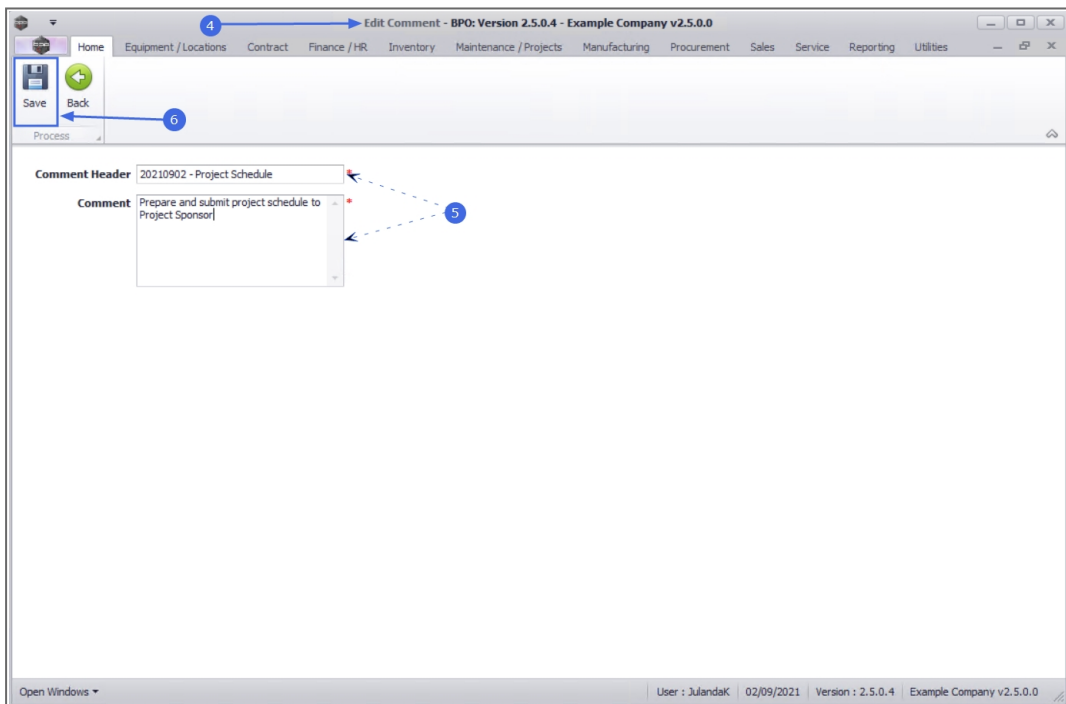 4
Edit Comment - BPO: Version 2.5.0.4 - Example Company v2.5.0.0
Home Equipment / Locations Contract Finance / HR Inventory Maintenance / Projects Manufacturing Procurement Sales Service Reporting Utilities
Save Back
6
Process
Comment Header 20210902 - Project Schedule *
Comment Prepare and submit project schedule to *
Project Sponsor
5
Open Windows User : JulandaK 02/09/2021 Version : 2.5.0.4 Example Company v2.5.0.0